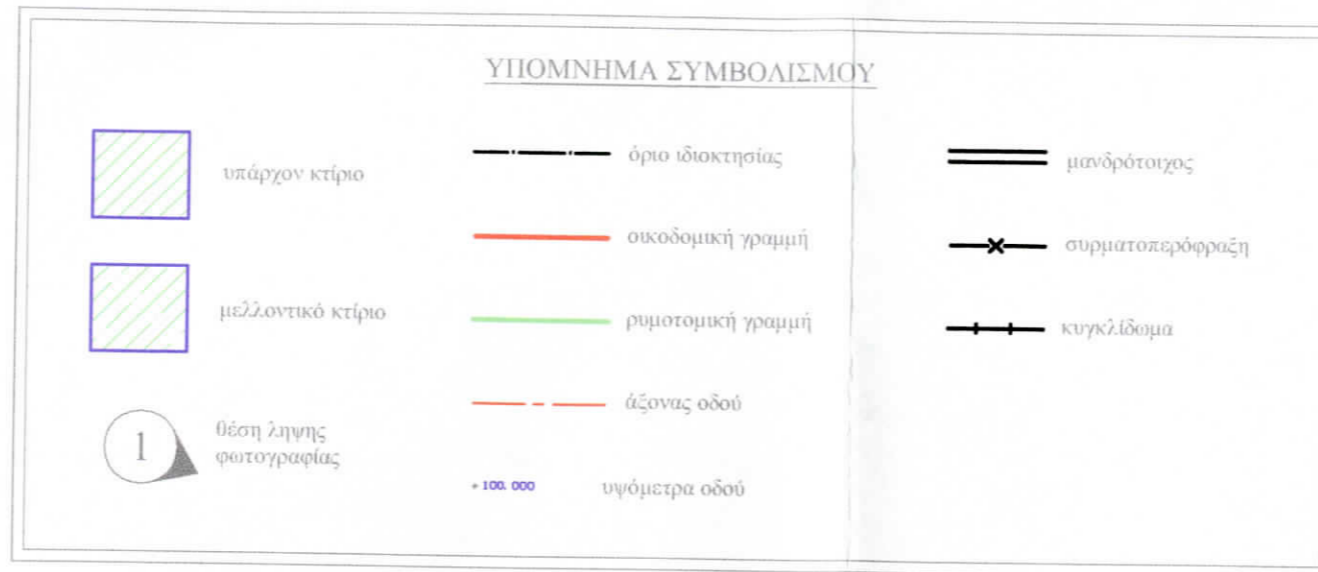 ΥΠΟΜΝΗΜΑ ΣΥΜΒΟΛΙΣΜΟΥ
υπάρχον κτίριο
μελλοντικό κτίριο
1
θέση ληψης
φωτογραφίας
όριο ιδιοκτησίας
οικοδομική γραμμή
ρυμοτομική γραμμή
άξονας οδού
+100.000
υψόμετρα οδού
μανδρότοιχος
συρματοπερόφραξη
κυγκλίδωμα